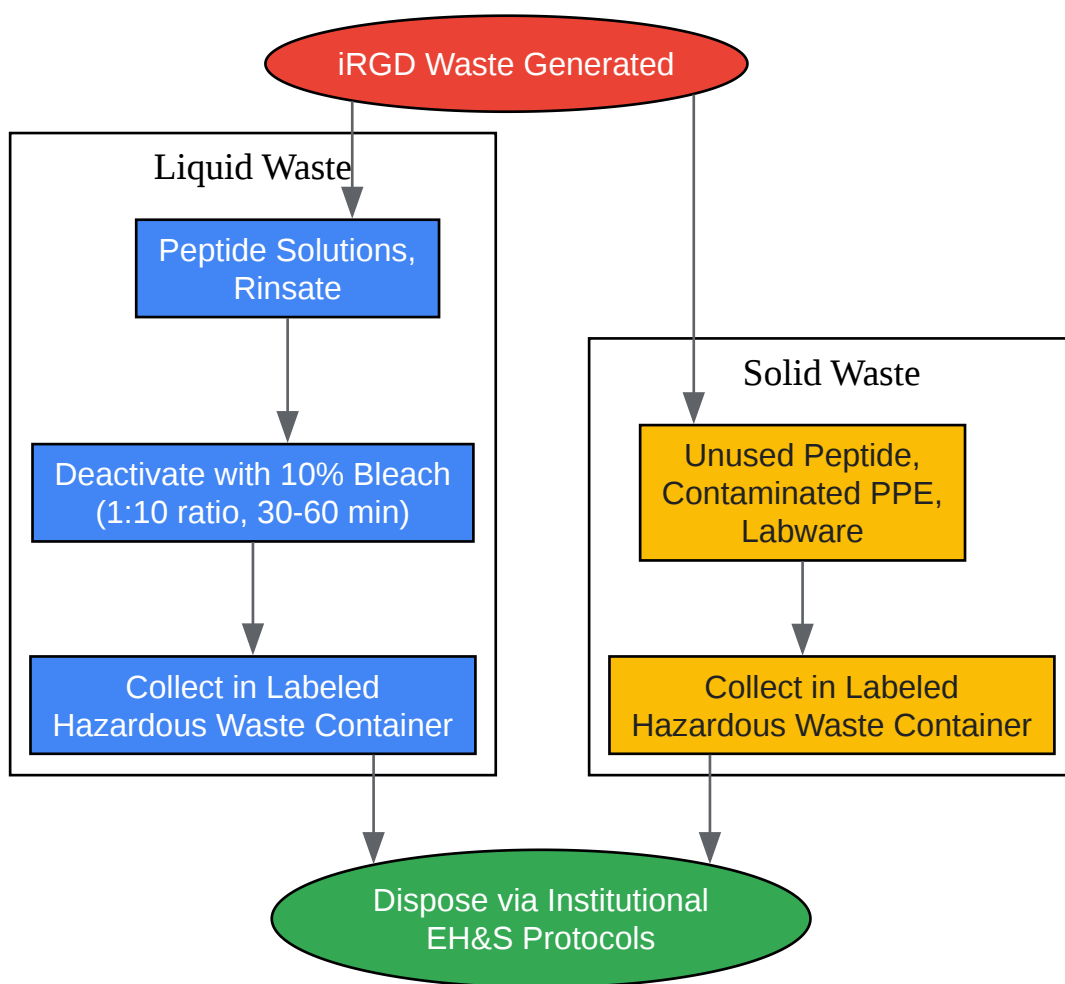 iRGD Waste Generated
Liquid Waste
Peptide Solutions,
Rinsate
Deactivate with 10% Bleach
(1:10 ratio, 30-60 min)
Collect in Labeled
Hazardous Waste Container
Solid Waste
Unused Peptide,
Contaminated PPE,
Labware
Collect in Labeled
Hazardous Waste Container
Dispose via Institutional
EH&S Protocols